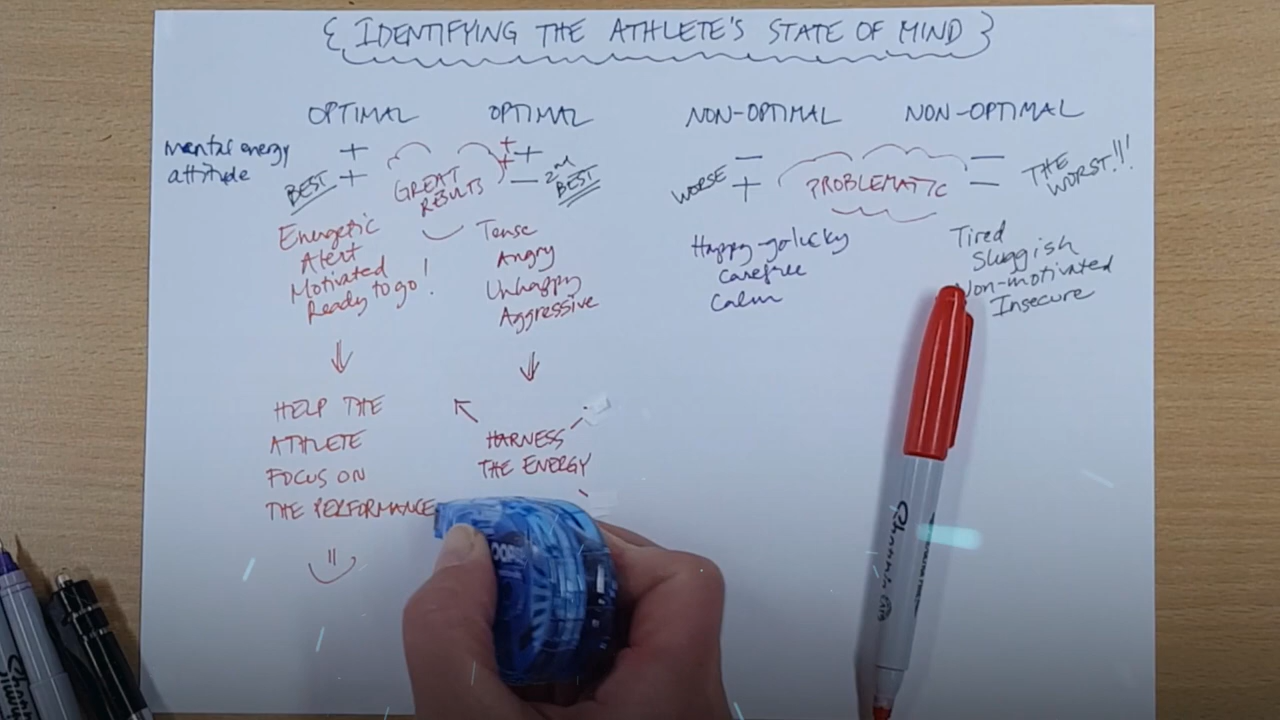 { IDENTIFYING THE ATHLETE'S STATE OF MIND }
OPTIMAL OPTIMAL NON-OPTIMAL NON-OPTIMAL
Mental energy + + + + − −
attitude BEST + GREAT RESULTS − 2nd BEST WORSE + PROBLEMATIC − THE WORST!!!
Energetic
Alert
Motivated
Ready to go!
Tense
Angry
Unhappy
Aggressive
Happy-go-lucky
Carefree
Calm
Tired
Sluggish
Non-motivated
Insecure
HELP THE
ATHLETE
FOCUS ON
THE PERFORMANCE
HARNESS
THE ENERGY